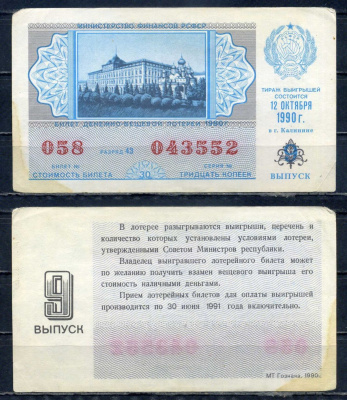 МИНИСТЕРСТВО ФИНАНСОВ РСФСР
ТИРАЖ ВЫИГРЫШЕЙ
СОСТОИТСЯ
12 ОКТЯБРЯ
1990 г.
в г. Калинине
БИЛЕТ ДЕНЕЖНО-ВЕЩЕВОЙ ЛОТЕРЕИ 1990 г.
058 РАЗРЯД 43 043552
БИЛЕТ № СЕРИЯ №
СТОИМОСТЬ БИЛЕТА 30 ТРИДЦАТЬ КОПЕЕК
ВЫПУСК
В лотерее разыгрываются выигрыши, перечень и
количество которых установлены условиями лотереи,
утвержденными Советом Министров республики.
Владелец выигравшего лотерейного билета может
по желанию получить взамен вещевого выигрыша его
стоимость наличными деньгами.
Прием лотерейных билетов для оплаты выигрышей
производится по 30 июня 1991 года включительно.
9
ВЫПУСК
МТ Гознака. 1990.